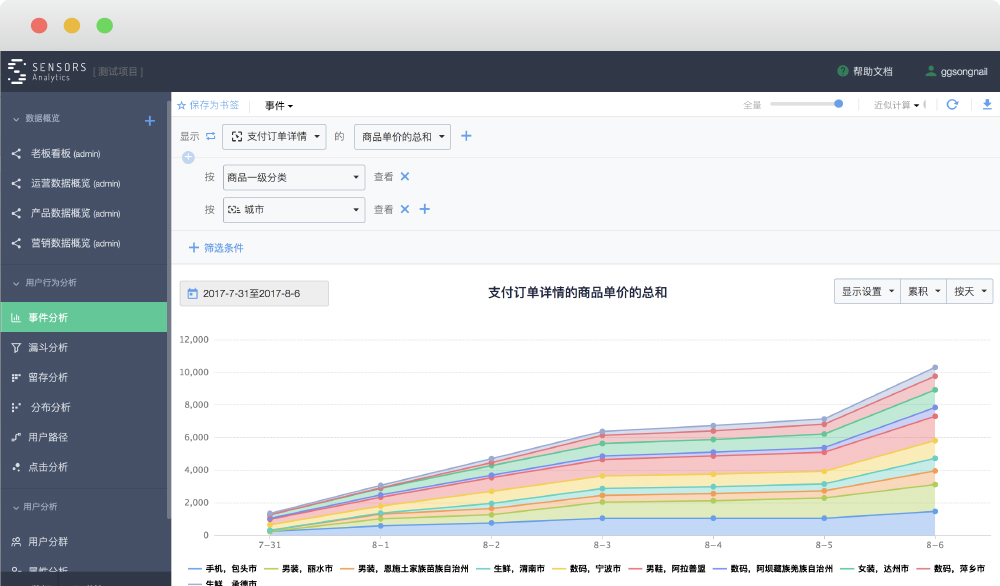 SENSORS
Analytics
[ 测试项目 ]
帮助文档
ggsongnail
数据概览
老板看板 (admin)
运营数据概览 (admin)
产品数据概览 (admin)
营销数据概览 (admin)
用户行为分析
事件分析
漏斗分析
留存分析
分布分析
用户路径
点击分析
用户分析
用户分群
属性分析
保存为书签
事件
全量
近似计算
显示
支付订单详情
的
商品单价的总和
按
商品一级分类
查看
按
城市
查看
筛选条件
2017-7-31至2017-8-6
支付订单详情的商品单价的总和
显示设置
累积
按天
12,000
10,000
8,000
6,000
4,000
2,000
0
7-31
8-1
8-2
8-3
8-4
8-5
8-6
手机，包头市
男装，丽水市
男装，恩施土家族苗族自治州
生鲜，渭南市
数码，宁波市
男鞋，阿拉善盟
数码，阿坝藏族羌族自治州
女装，达州市
数码，萍乡市
生鲜，承德市